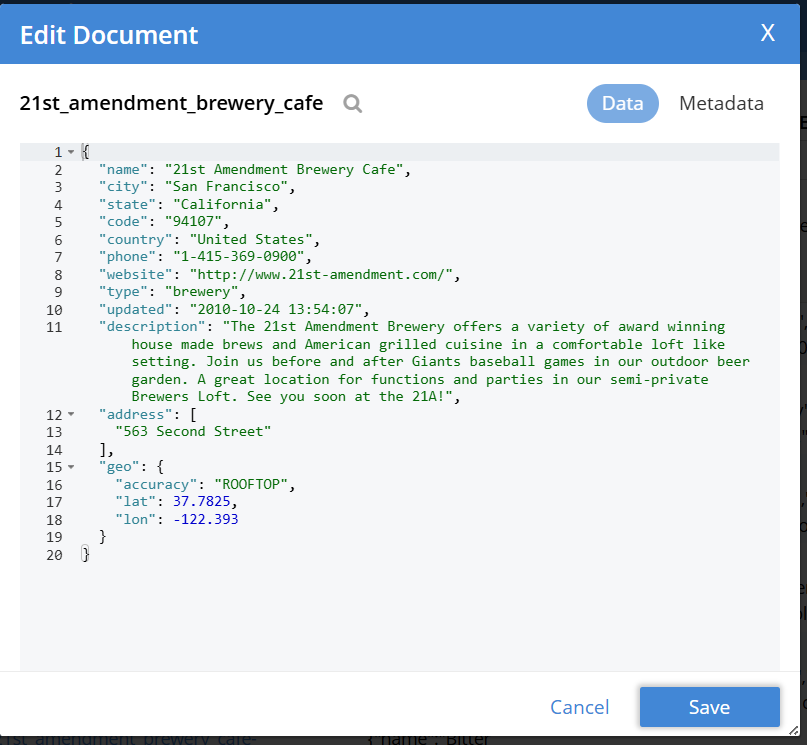 Edit Document
X
21st_amendment_brewery_cafe
Data
Metadata
1 {
2 "name": "21st Amendment Brewery Cafe",
3 "city": "San Francisco",
4 "state": "California",
5 "code": "94107",
6 "country": "United States",
7 "phone": "1-415-369-0900",
8 "website": "http://www.21st-amendment.com/",
9 "type": "brewery",
10 "updated": "2010-10-24 13:54:07",
11 "description": "The 21st Amendment Brewery offers a variety of award winning
house made brews and American grilled cuisine in a comfortable loft like
setting. Join us before and after Giants baseball games in our outdoor beer
garden. A great location for functions and parties in our semi-private
Brewers Loft. See you soon at the 21A!",
12 "address": [
13 "563 Second Street"
14 ],
15 "geo": {
16 "accuracy": "ROOFTOP",
17 "lat": 37.7825,
18 "lon": -122.393
19 }
20 }
Cancel
Save